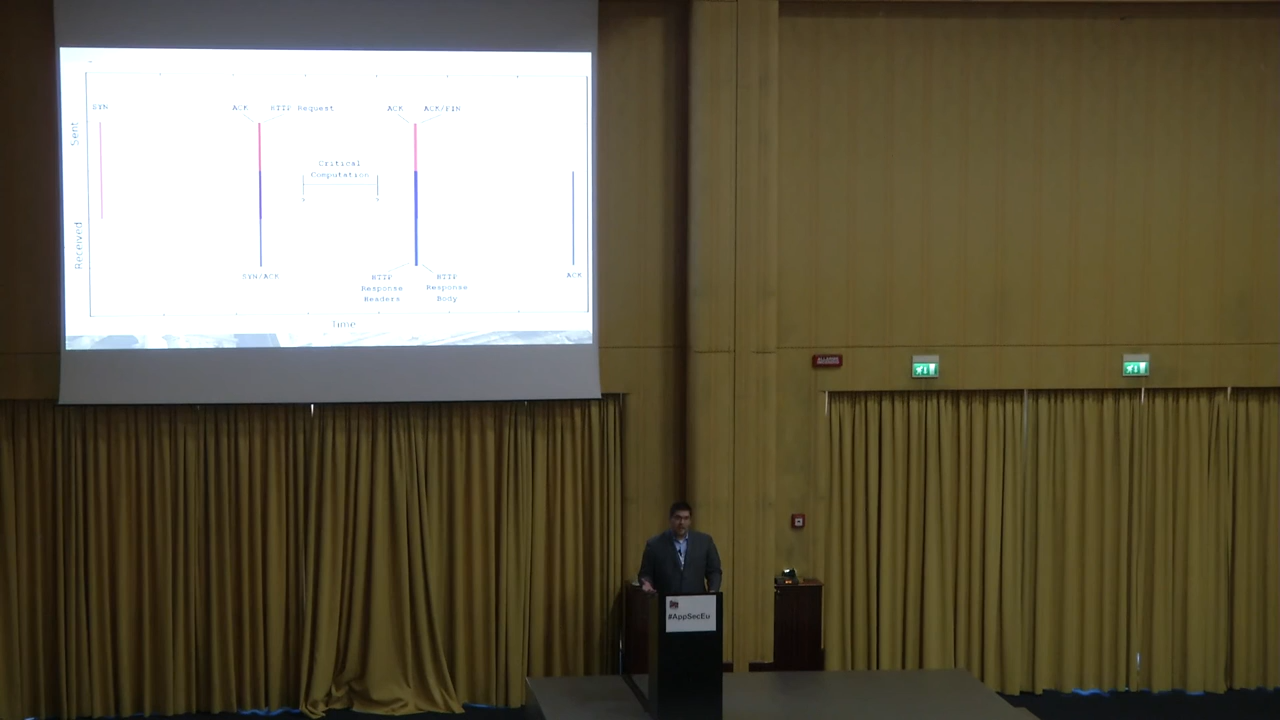 SYN
ACK HTTP Request
ACK ACK/FIN
Sent
Critical
Computation
Received
SYN/ACK
HTTP
Response
Headers
HTTP
Response
Body
ACK
Time
#AppSecEu